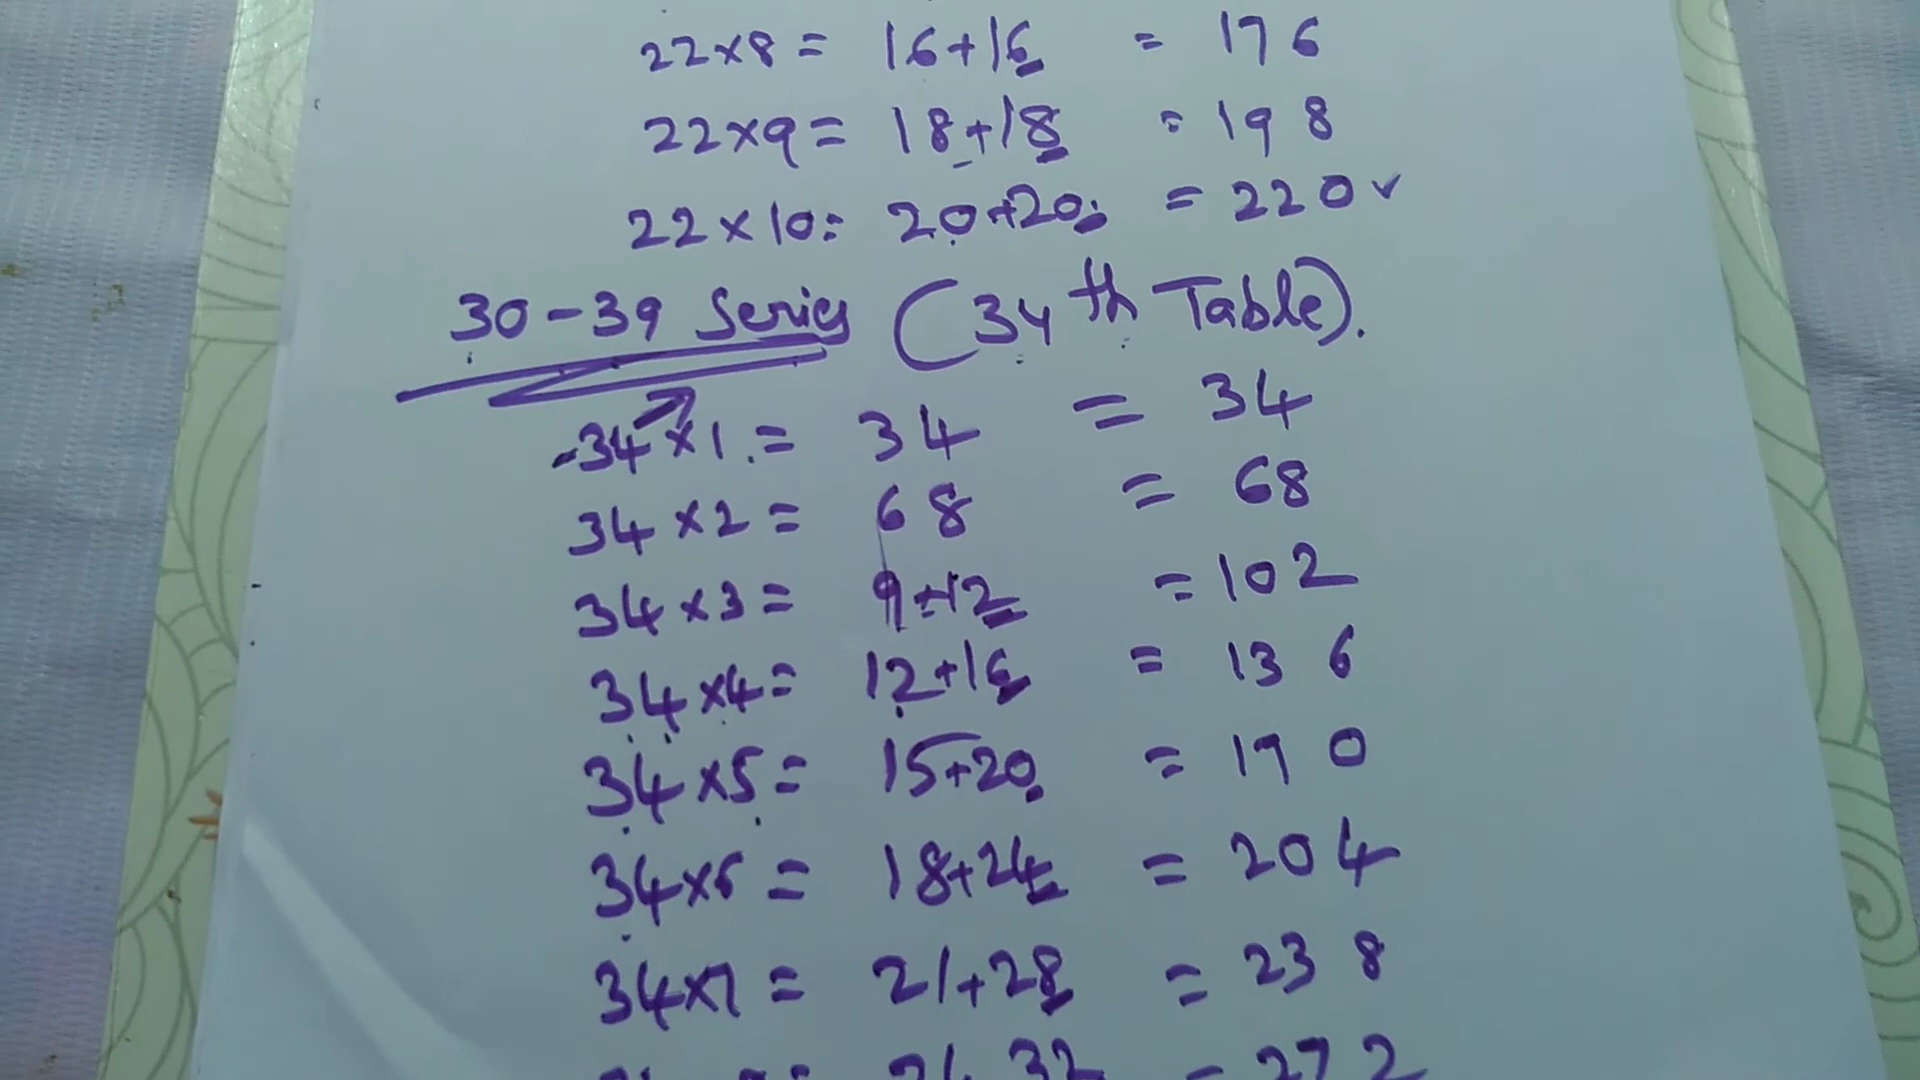 22×8 = 16+16 = 176
22×9 = 18+18 = 198
22×10= 20+20 = 220✓
30-39 Series (34th Table).
34×1 = 34 = 34
34×2 = 68 = 68
34×3 = 9+12 = 102
34×4 = 12+16 = 136
34×5 = 15+20 = 170
34×6 = 18+24 = 204
34×7 = 21+28 = 238
32 = 272